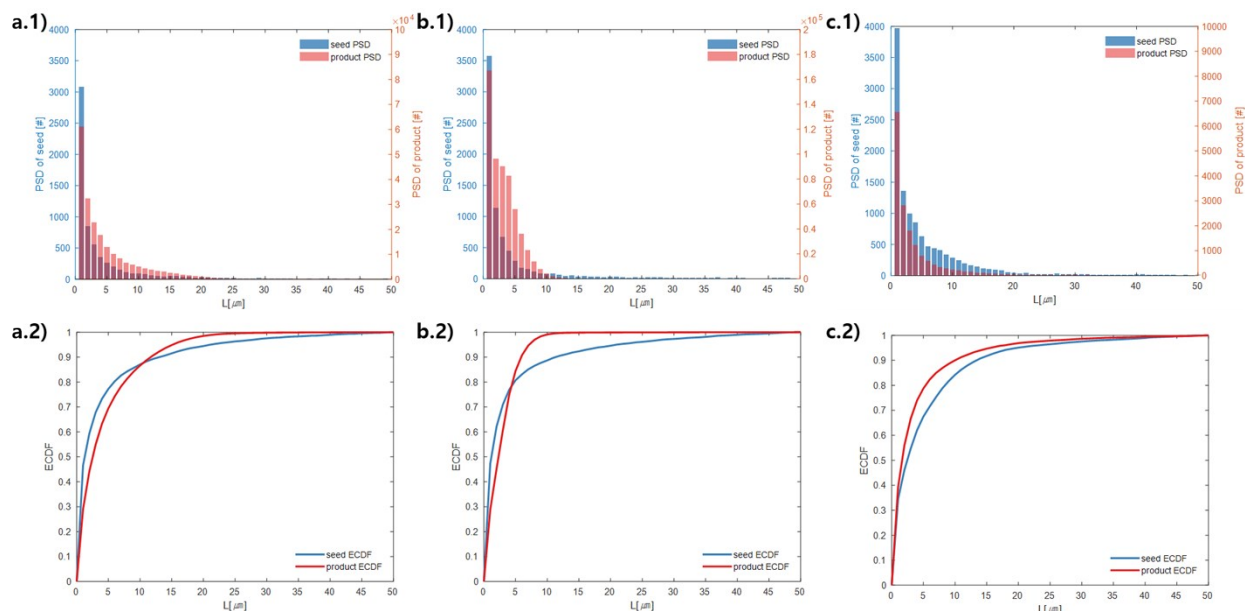 a.1)
×10⁴
4000
3500
3000
2500
2000
1500
1000
500
0
PSD of seed [#]
10
9
8
7
6
5
4
3
2
1
0
PSD of product [#]
seed PSD
product PSD
0 5 10 15 20 25 30 35 40 45 50
L[㎛]
b.1)
×10⁵
4000
3500
3000
2500
2000
1500
1000
500
0
PSD of seed [#]
2
1.8
1.6
1.4
1.2
1
0.8
0.6
0.4
0.2
0
PSD of product [#]
seed PSD
product PSD
0 5 10 15 20 25 30 35 40 45 50
L[㎛]
c.1)
4000
3500
3000
2500
2000
1500
1000
500
0
PSD of seed [#]
10000
9000
8000
7000
6000
5000
4000
3000
2000
1000
0
PSD of product [#]
seed PSD
product PSD
0 10 20 30 40 50
L[㎛]
a.2)
1
0.9
0.8
0.7
0.6
0.5
0.4
0.3
0.2
0.1
0
ECDF
seed ECDF
product ECDF
0 5 10 15 20 25 30 35 40 45 50
L[㎛]
b.2)
1
0.9
0.8
0.7
0.6
0.5
0.4
0.3
0.2
0.1
0
ECDF
seed ECDF
product ECDF
0 5 10 15 20 25 30 35 40 45 50
L[㎛]
c.2)
1
0.9
0.8
0.7
0.6
0.5
0.4
0.3
0.2
0.1
0
ECDF
seed ECDF
product ECDF
0 5 10 15 20 25 30 35 40 45 50
L[㎛]